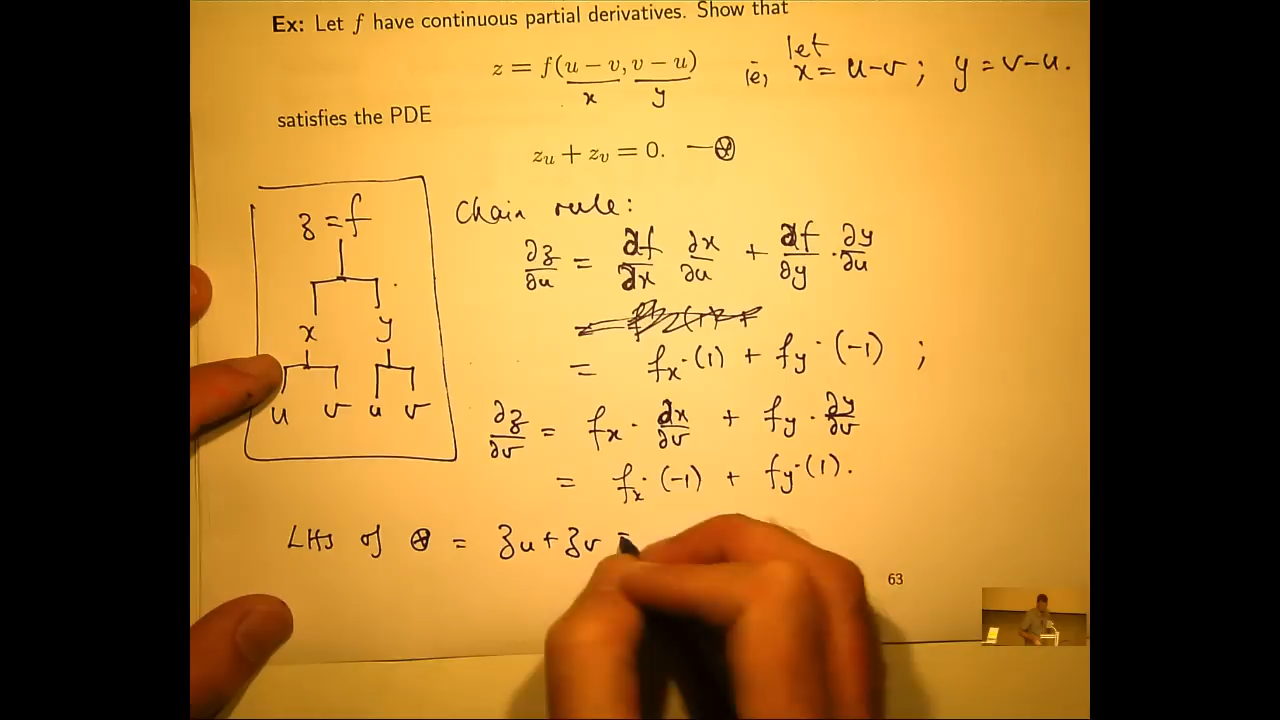 Ex: Let f have continuous partial derivatives. Show that
z = f(u − v, v − u) ie, let x = u-v ; y = v-u.
x y
satisfies the PDE
z_u + z_v = 0. — ⊛
z = f
x y
u v u v
Chain rule:
∂z/∂u = ∂f/∂x ∂x/∂u + ∂f/∂y · ∂y/∂u
= f_x · (1) + f_y · (-1) ;
∂z/∂v = f_x · ∂x/∂v + f_y · ∂y/∂v
= f_x · (-1) + f_y · (1).
LHS of ⊛ = z_u + z_v =
63